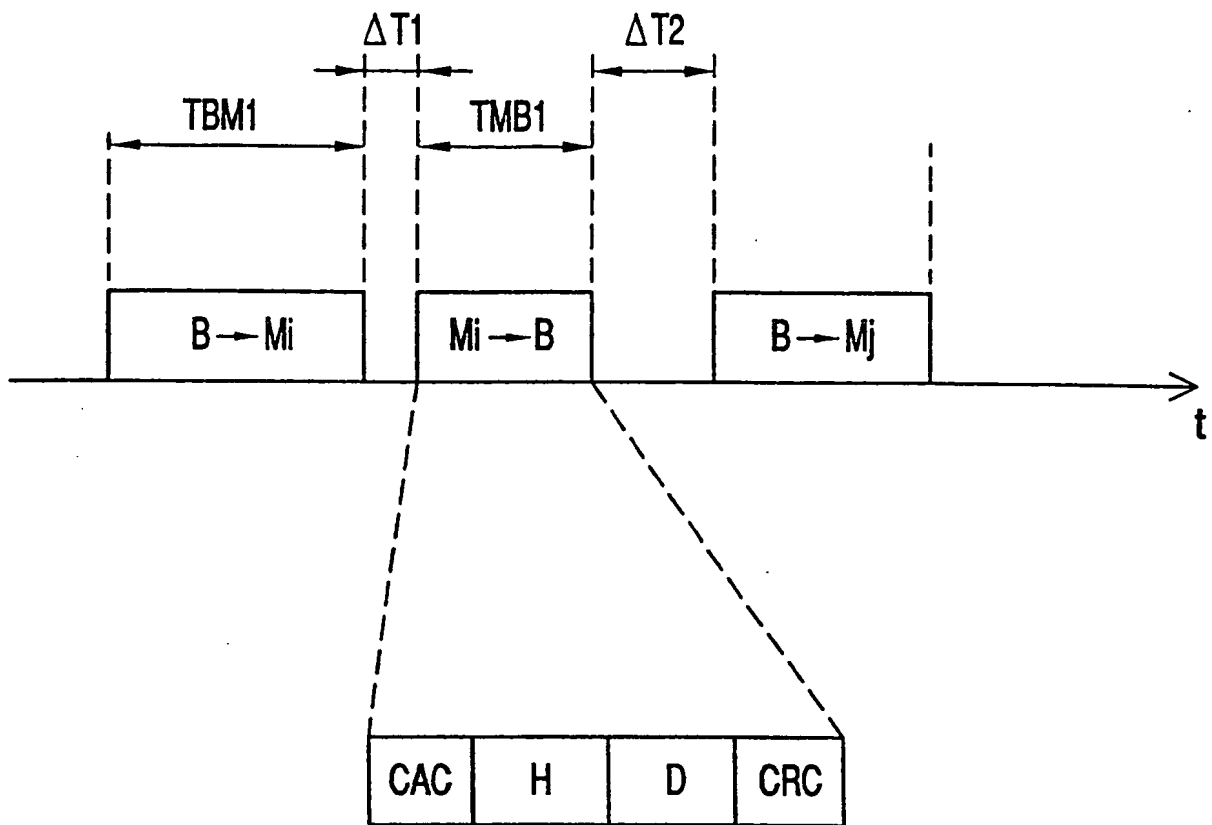 ΔT1
ΔT2
TBM1
TMB1
B→Mi
Mi→B
B→Mj
t
CAC H D CRC